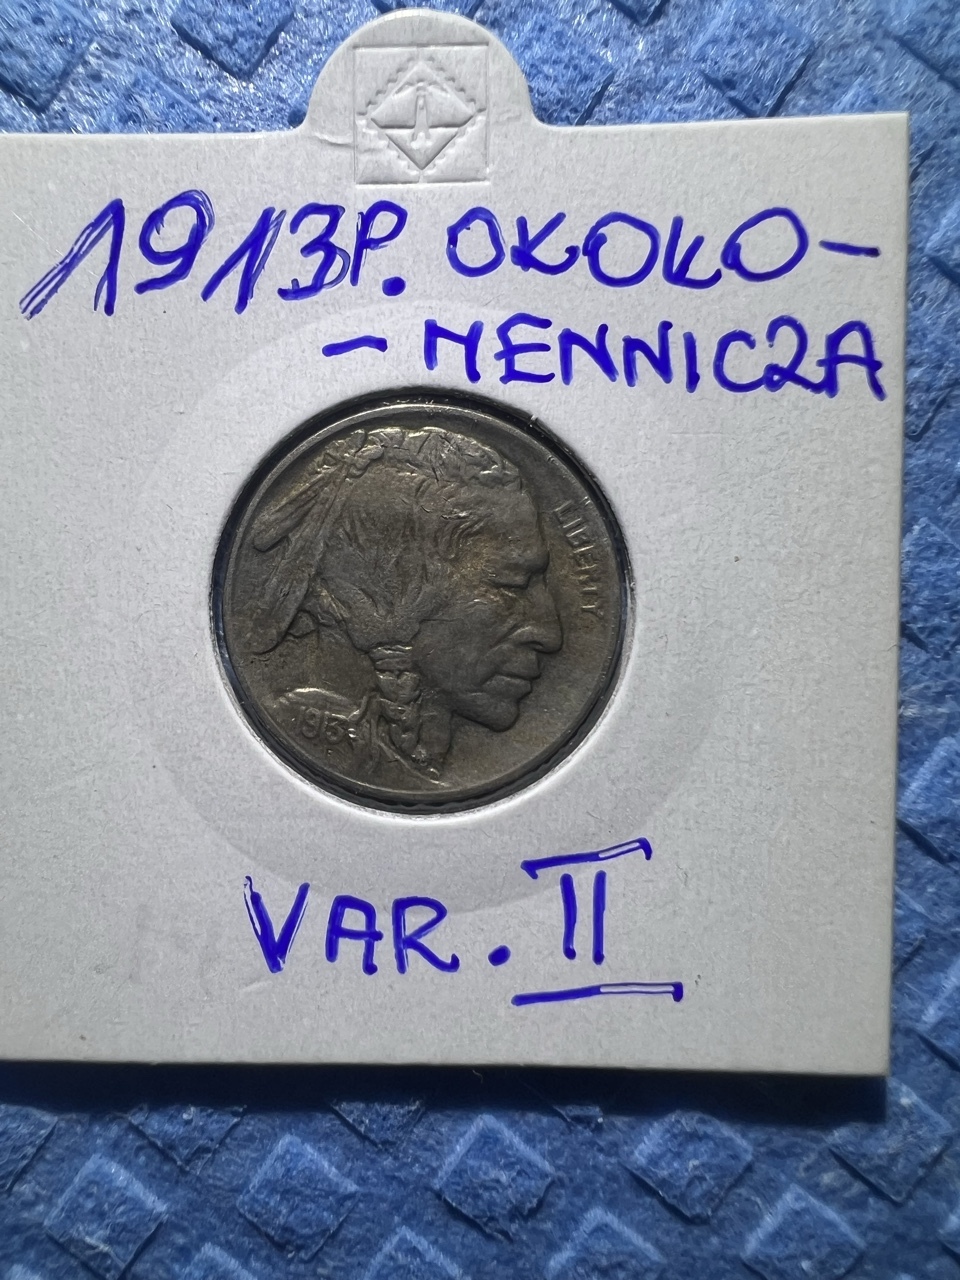 1913P. OKOŁO-
- MENNICZA
LIBERTY
1913
F
VAR. II